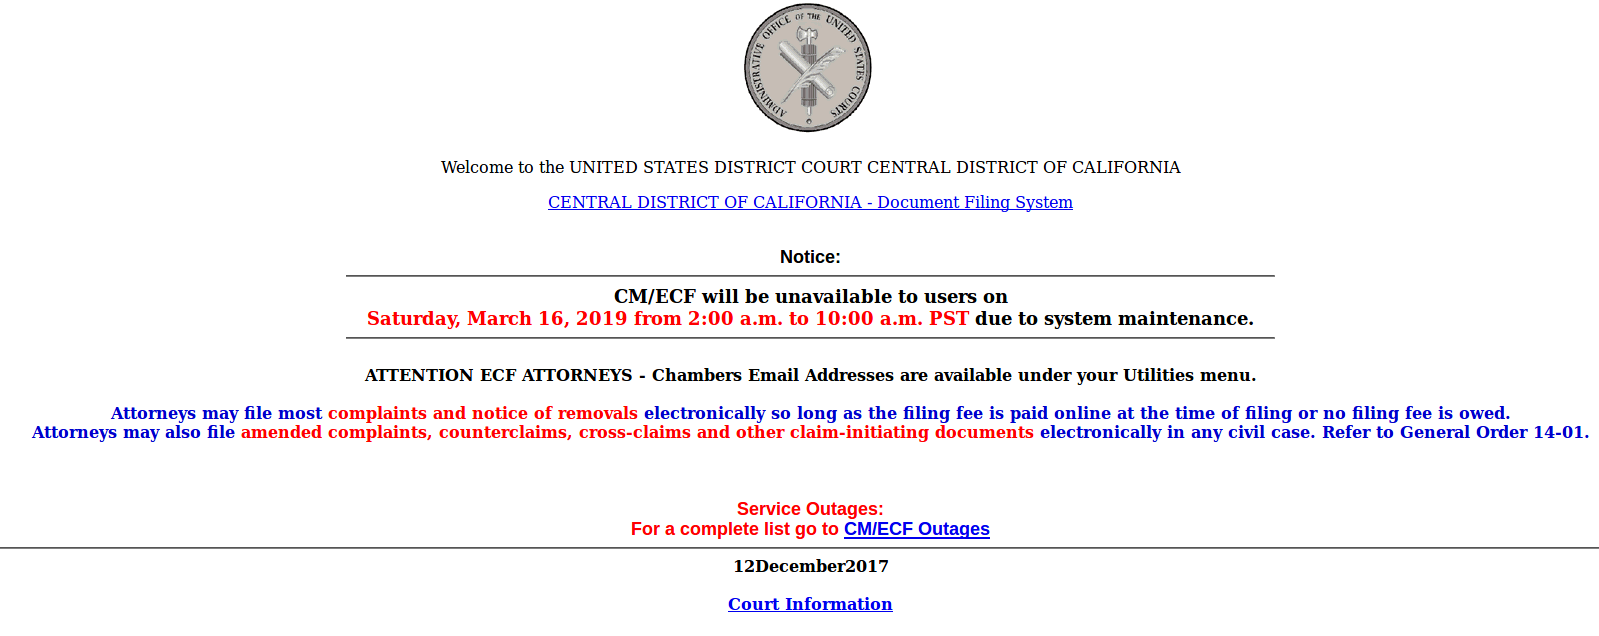 ADMINISTRATIVE OFFICE OF THE UNITED STATES COURTS
Welcome to the UNITED STATES DISTRICT COURT CENTRAL DISTRICT OF CALIFORNIA
CENTRAL DISTRICT OF CALIFORNIA - Document Filing System
Notice:
CM/ECF will be unavailable to users on
Saturday, March 16, 2019 from 2:00 a.m. to 10:00 a.m. PST due to system maintenance.
ATTENTION ECF ATTORNEYS - Chambers Email Addresses are available under your Utilities menu.
Attorneys may file most complaints and notice of removals electronically so long as the filing fee is paid online at the time of filing or no filing fee is owed.
Attorneys may also file amended complaints, counterclaims, cross-claims and other claim-initiating documents electronically in any civil case. Refer to General Order 14-01.
Service Outages:
For a complete list go to CM/ECF Outages
12December2017
Court Information